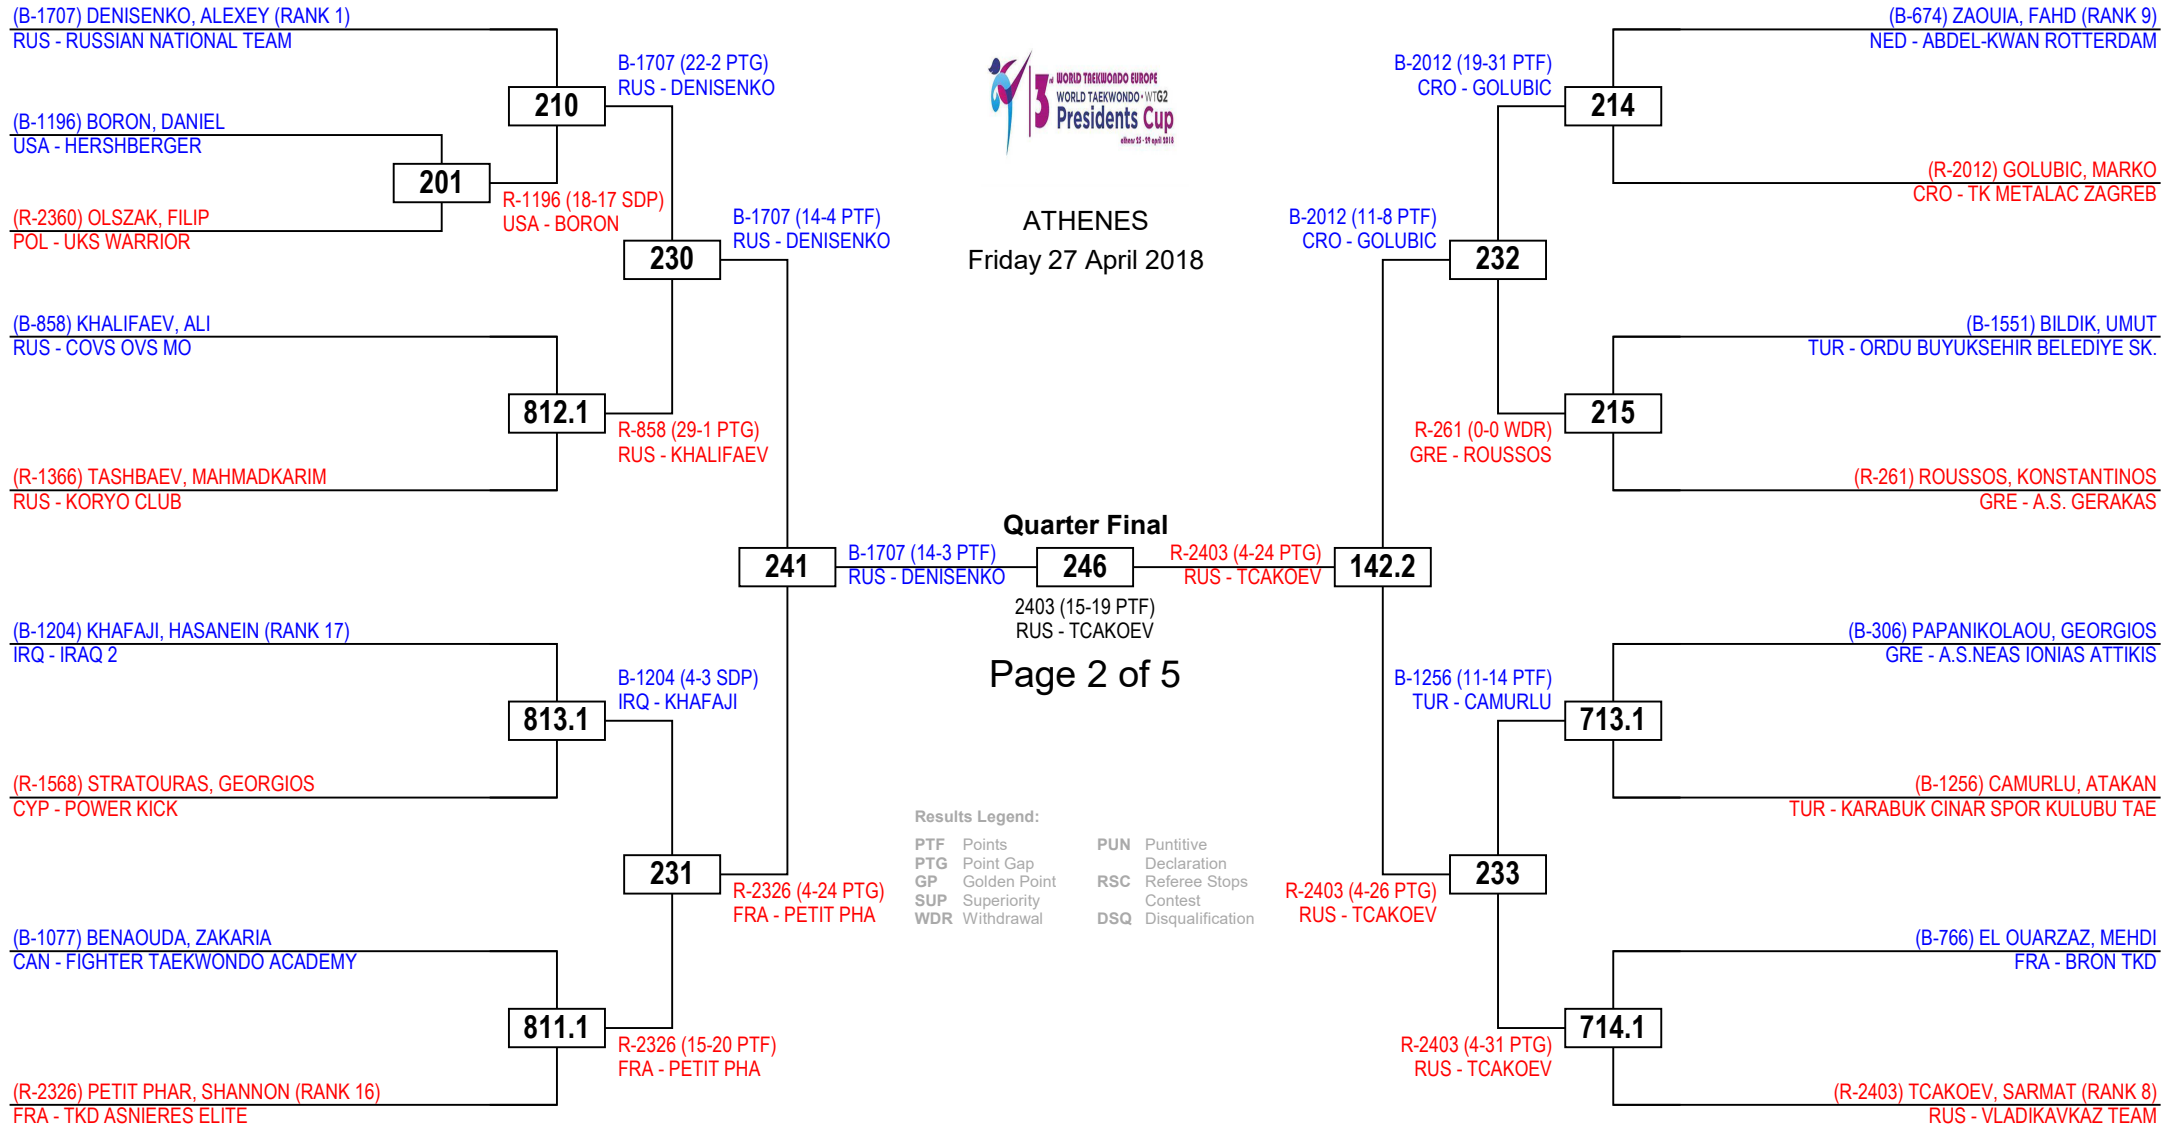 (B-1707) DENISENKO, ALEXEY (RANK 1)
RUS - RUSSIAN NATIONAL TEAM
(B-1196) BORON, DANIEL
USA - HERSHBERGER
(R-2360) OLSZAK, FILIP
POL - UKS WARRIOR
(B-858) KHALIFAEV, ALI
RUS - COVS OVS MO
(R-1366) TASHBAEV, MAHMADKARIM
RUS - KORYO CLUB
(B-1204) KHAFAJI, HASANEIN (RANK 17)
IRQ - IRAQ 2
(R-1568) STRATOURAS, GEORGIOS
CYP - POWER KICK
(B-1077) BENAOUDA, ZAKARIA
CAN - FIGHTER TAEKWONDO ACADEMY
(R-2326) PETIT PHAR, SHANNON (RANK 16)
FRA - TKD ASNIERES ELITE
201
R-1196 (18-17 SDP)
USA - BORON
210
B-1707 (22-2 PTG)
RUS - DENISENKO
812.1
R-858 (29-1 PTG)
RUS - KHALIFAEV
813.1
B-1204 (4-3 SDP)
IRQ - KHAFAJI
811.1
R-2326 (15-20 PTF)
FRA - PETIT PHA
230
B-1707 (14-4 PTF)
RUS - DENISENKO
231
R-2326 (4-24 PTG)
FRA - PETIT PHA
241
B-1707 (14-3 PTF)
RUS - DENISENKO
3rd WORLD TAEKWONDO EUROPE
WORLD TAEKWONDO • WTG2
Presidents Cup
athens 25 - 29 april 2018
ATHENES
Friday 27 April 2018
Quarter Final
246
2403 (15-19 PTF)
RUS - TCAKOEV
Page 2 of 5
Results Legend:
PTF Points
PTG Point Gap
GP Golden Point
SUP Superiority
WDR Withdrawal
PUN Puntitive
Declaration
RSC Referee Stops
Contest
DSQ Disqualification
R-2403 (4-24 PTG)
RUS - TCAKOEV
142.2
B-2012 (11-8 PTF)
CRO - GOLUBIC
232
R-2403 (4-26 PTG)
RUS - TCAKOEV
233
B-2012 (19-31 PTF)
CRO - GOLUBIC
214
R-261 (0-0 WDR)
GRE - ROUSSOS
215
B-1256 (11-14 PTF)
TUR - CAMURLU
713.1
R-2403 (4-31 PTG)
RUS - TCAKOEV
714.1
(B-674) ZAOUIA, FAHD (RANK 9)
NED - ABDEL-KWAN ROTTERDAM
(R-2012) GOLUBIC, MARKO
CRO - TK METALAC ZAGREB
(B-1551) BILDIK, UMUT
TUR - ORDU BUYUKSEHIR BELEDIYE SK.
(R-261) ROUSSOS, KONSTANTINOS
GRE - A.S. GERAKAS
(B-306) PAPANIKOLAOU, GEORGIOS
GRE - A.S.NEAS IONIAS ATTIKIS
(B-1256) CAMURLU, ATAKAN
TUR - KARABUK CINAR SPOR KULUBU TAE
(B-766) EL OUARZAZ, MEHDI
FRA - BRON TKD
(R-2403) TCAKOEV, SARMAT (RANK 8)
RUS - VLADIKAVKAZ TEAM